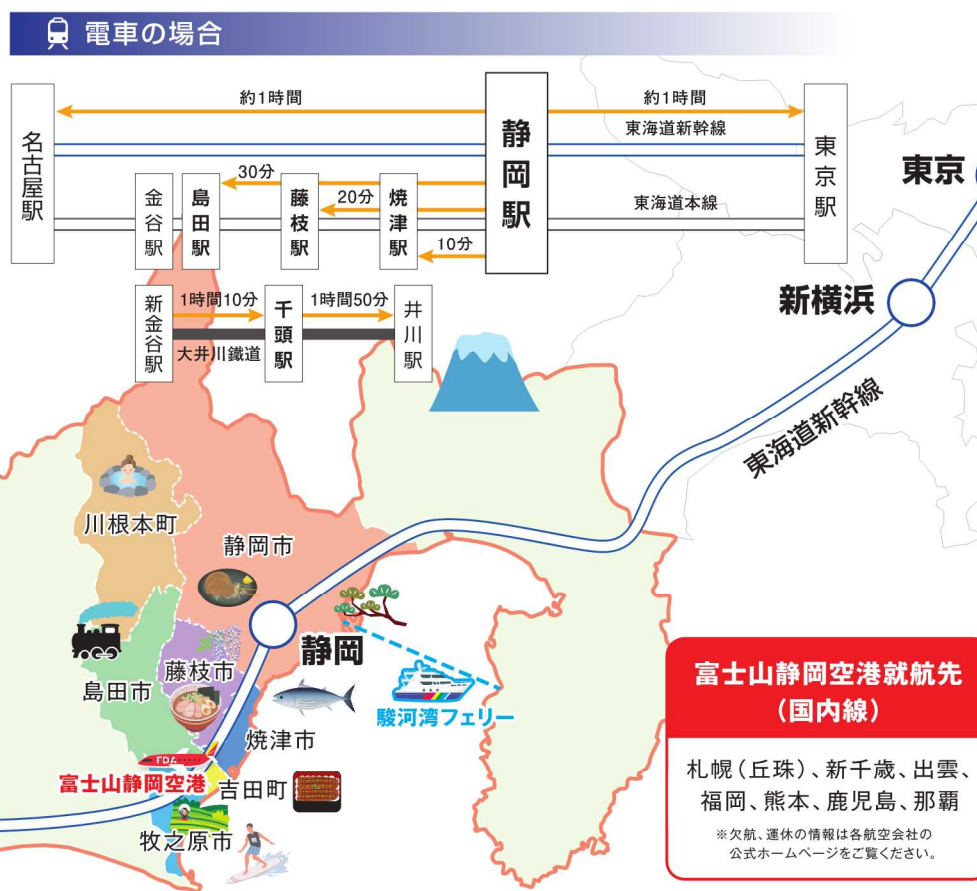 電車の場合
約1時間
約1時間
名古屋駅
静岡駅
東京駅
東海道新幹線
30分
金谷駅
島田駅
藤枝駅
20分
焼津駅
東海道本線
10分
新金谷駅
1時間10分
千頭駅
1時間50分
井川駅
大井川鐵道
東京
新横浜
東海道新幹線
川根本町
静岡市
静岡
藤枝市
島田市
駿河湾フェリー
焼津市
FDA
富士山静岡空港
吉田町
牧之原市
富士山静岡空港就航先
(国内線)
札幌(丘珠)、新千歳、出雲、
福岡、熊本、鹿児島、那覇
※欠航、運休の情報は各航空会社の
公式ホームページをご覧ください。